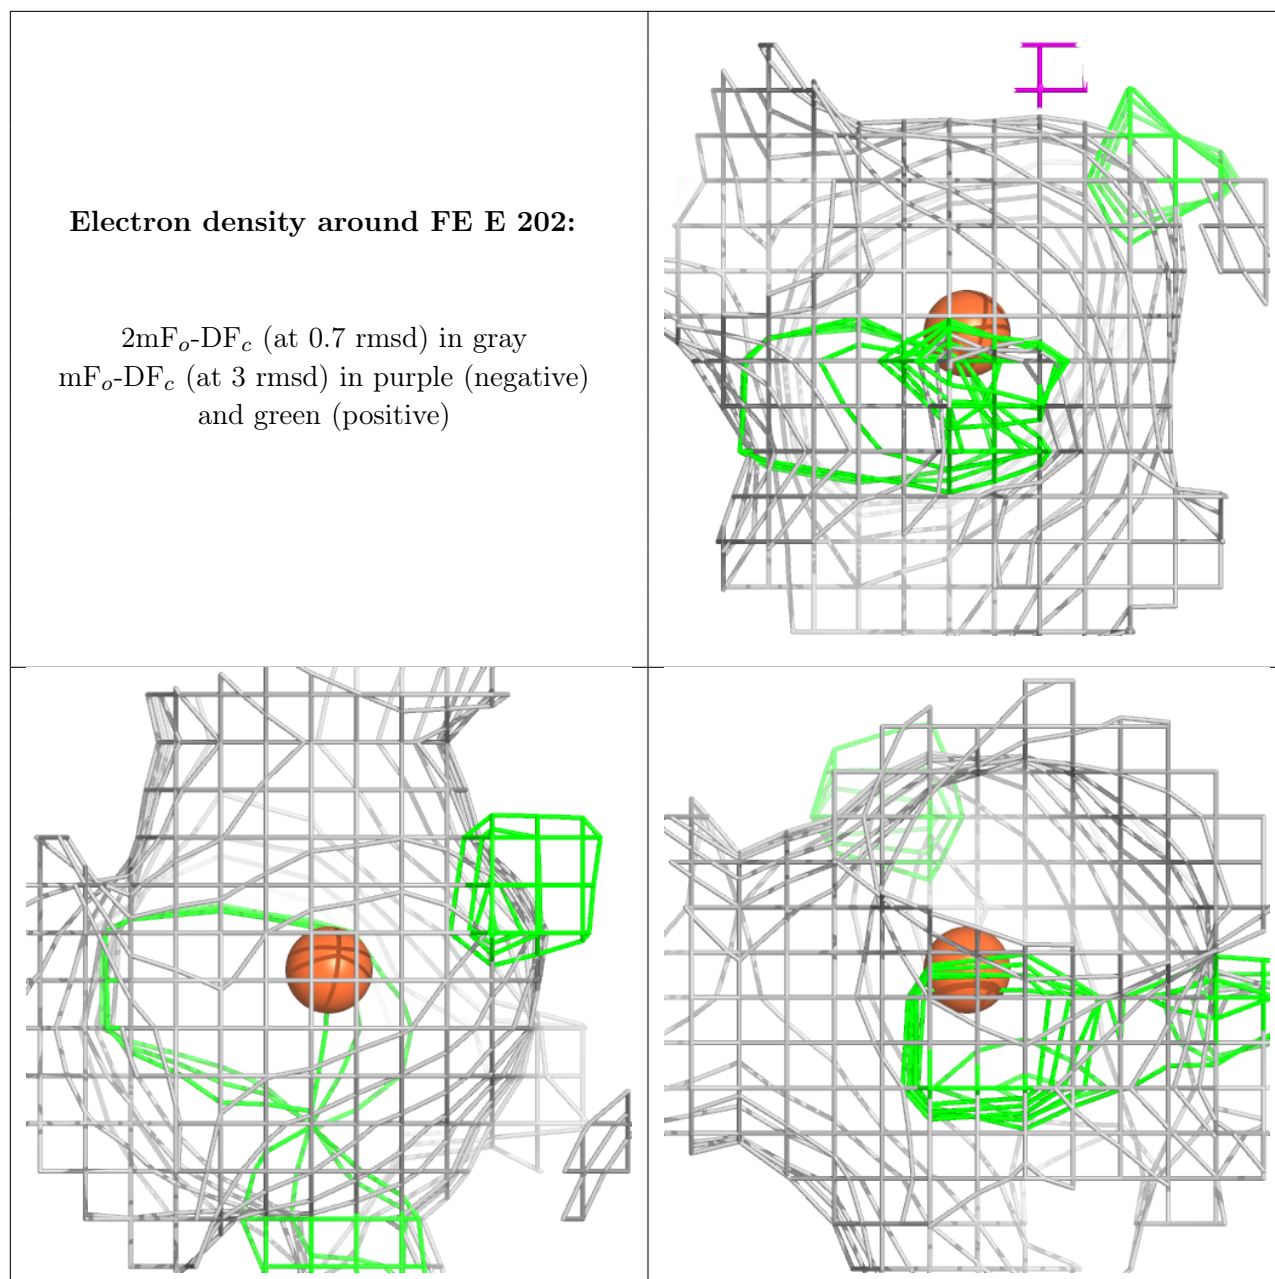 Electron density around FE E 202:
2mFo-DFc (at 0.7 rmsd) in gray
mFo-DFc (at 3 rmsd) in purple (negative)
and green (positive)